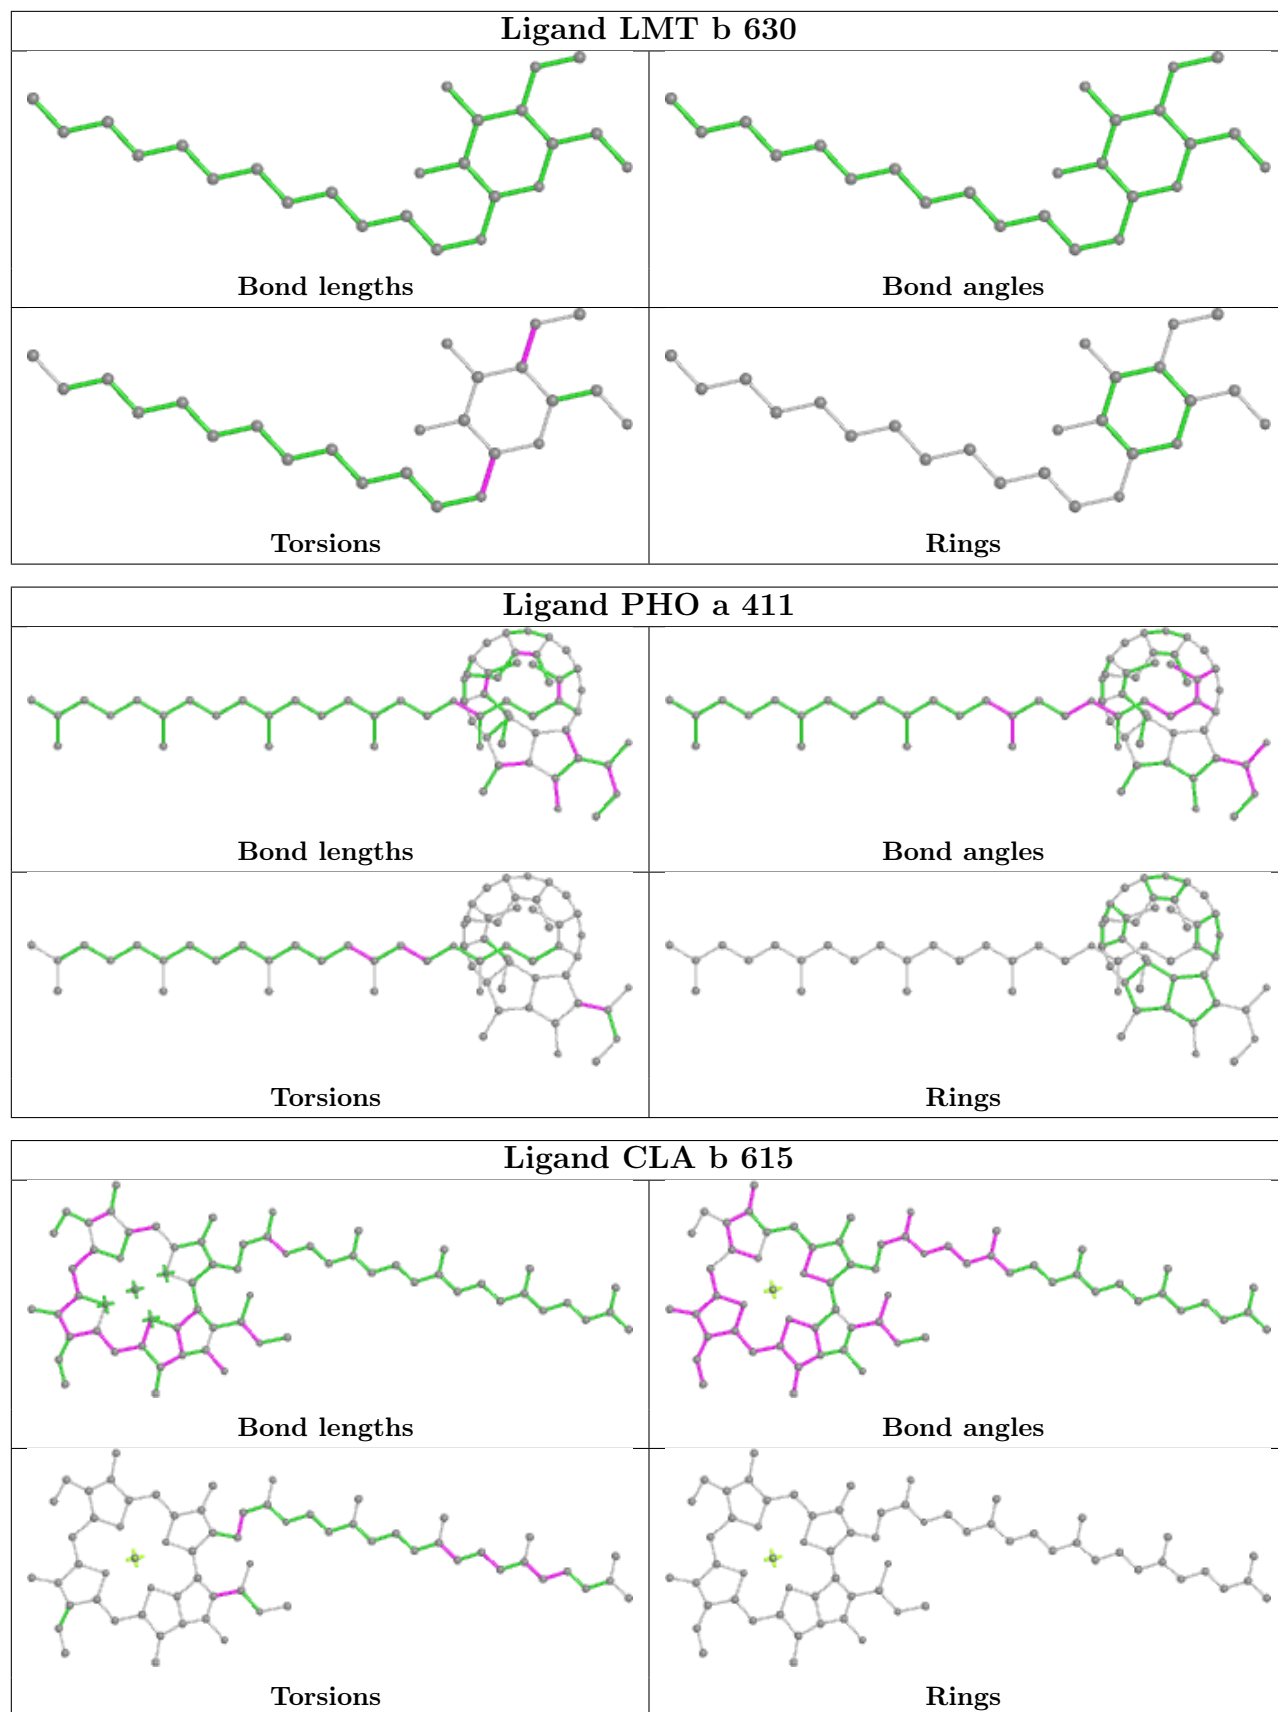 Ligand LMT b 630
Bond lengths
Bond angles
Torsions
Rings
Ligand PHO a 411
Bond lengths
Bond angles
Torsions
Rings
Ligand CLA b 615
Bond lengths
Bond angles
Torsions
Rings